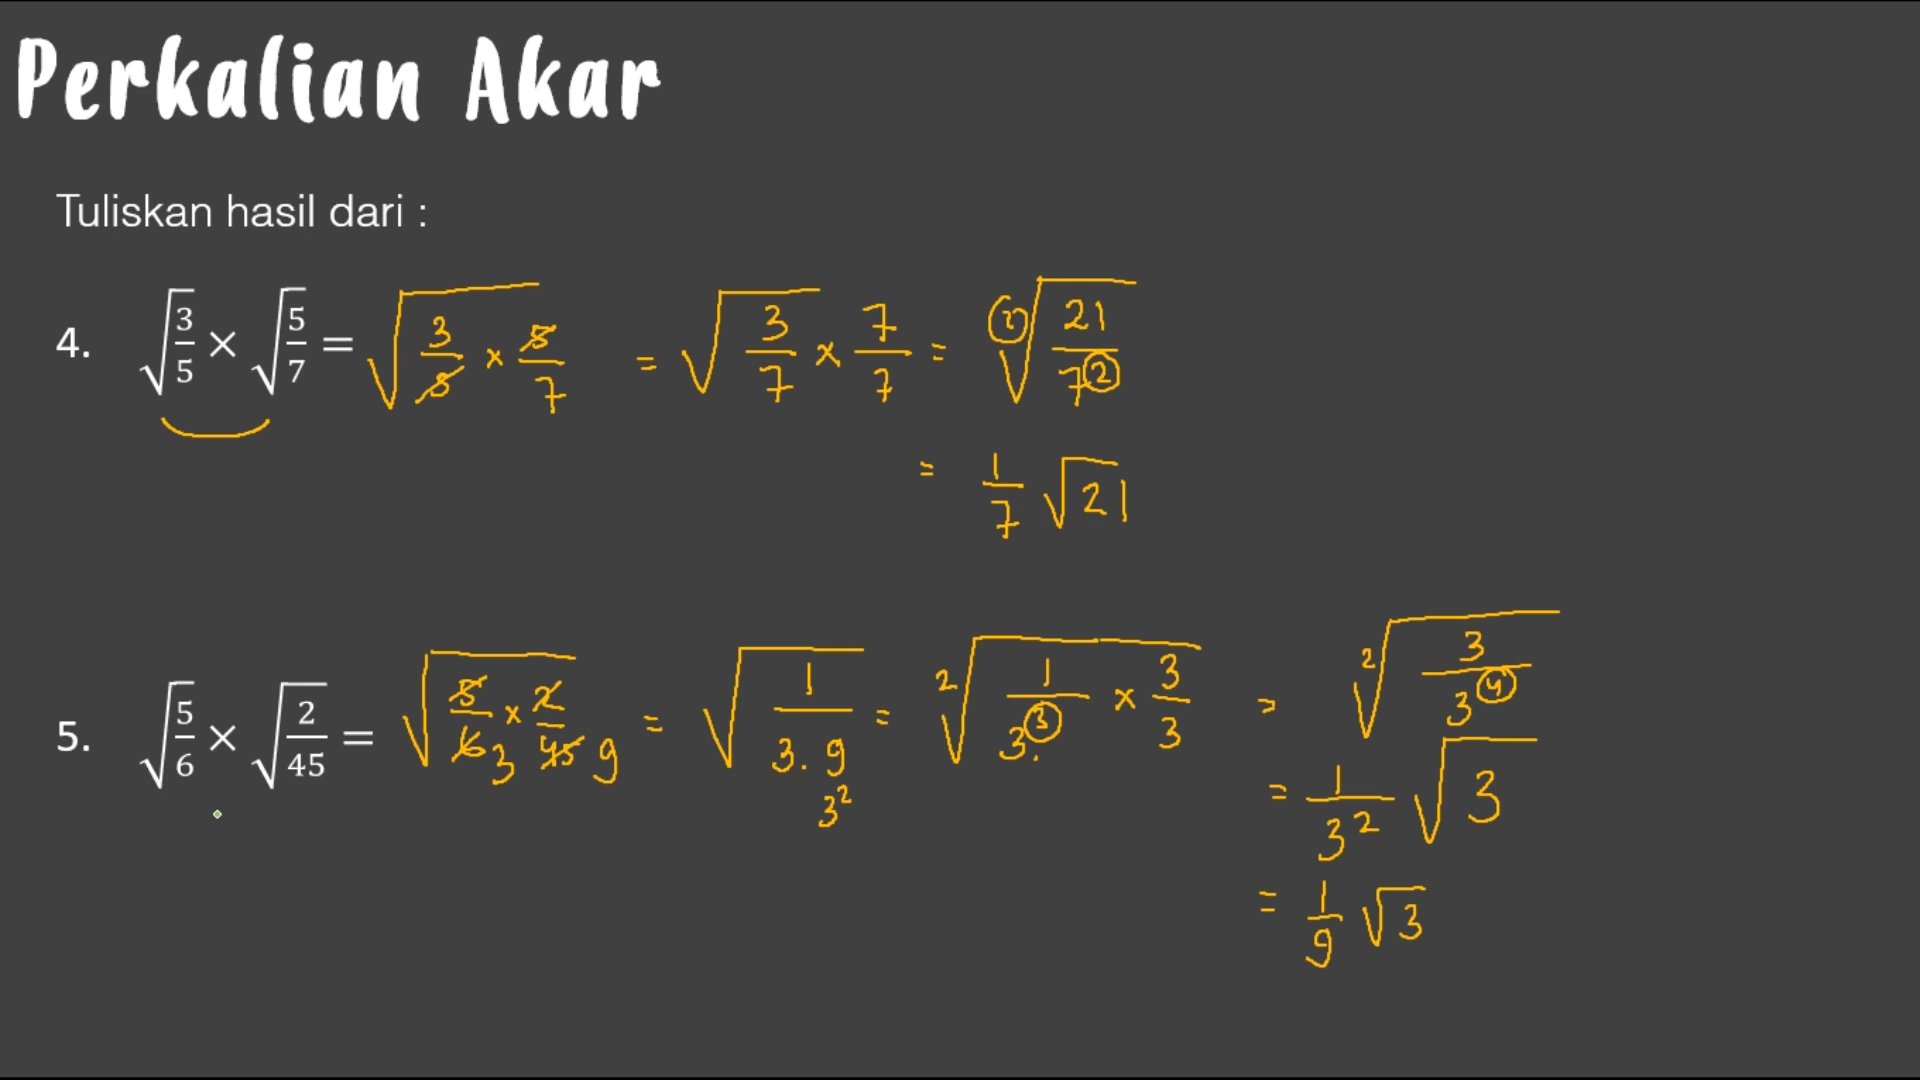 Perkalian Akar
Tuliskan hasil dari :
4. √(3/5) × √(5/7) = √(3/5 × 5/7) = √(3/7 × 7/7) = ²√(21/7²)
= 1/7 √21
5. √(5/6) × √(2/45) = √(5/6 3 × 2/45 9) = √(1/(3 . 9)) = ²√(1/3³ × 3/3) = ²√(3/3⁴)
3²
= 1/3² √3
= 1/9 √3